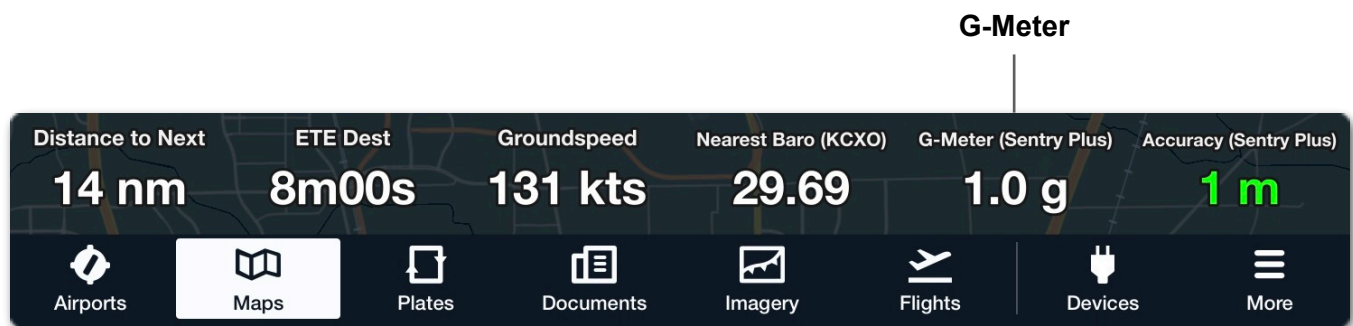 G-Meter
Distance to Next ETE Dest Groundspeed Nearest Baro (KCXO) G-Meter (Sentry Plus) Accuracy (Sentry Plus)
14 nm 8m00s 131 kts 29.69 1.0 g 1 m
Airports Maps Plates Documents Imagery Flights Devices More